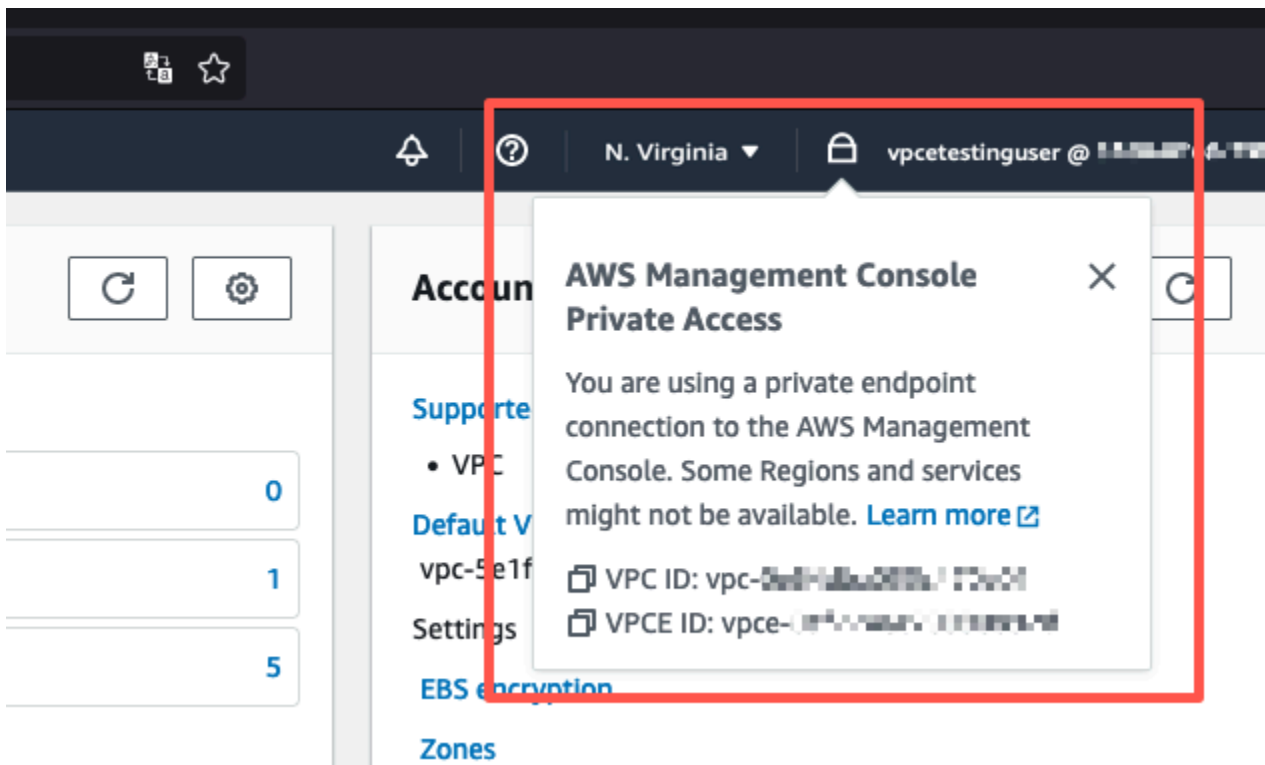 N. Virginia
vpcetestinguser @
Accoun
AWS Management Console
Private Access
You are using a private endpoint
connection to the AWS Management
Console. Some Regions and services
might not be available. Learn more
VPC ID: vpc-
VPCE ID: vpce-
Supporte
• VPC
Default V
vpc-5e1f
Settings
EBS encryption
Zones
0
1
5